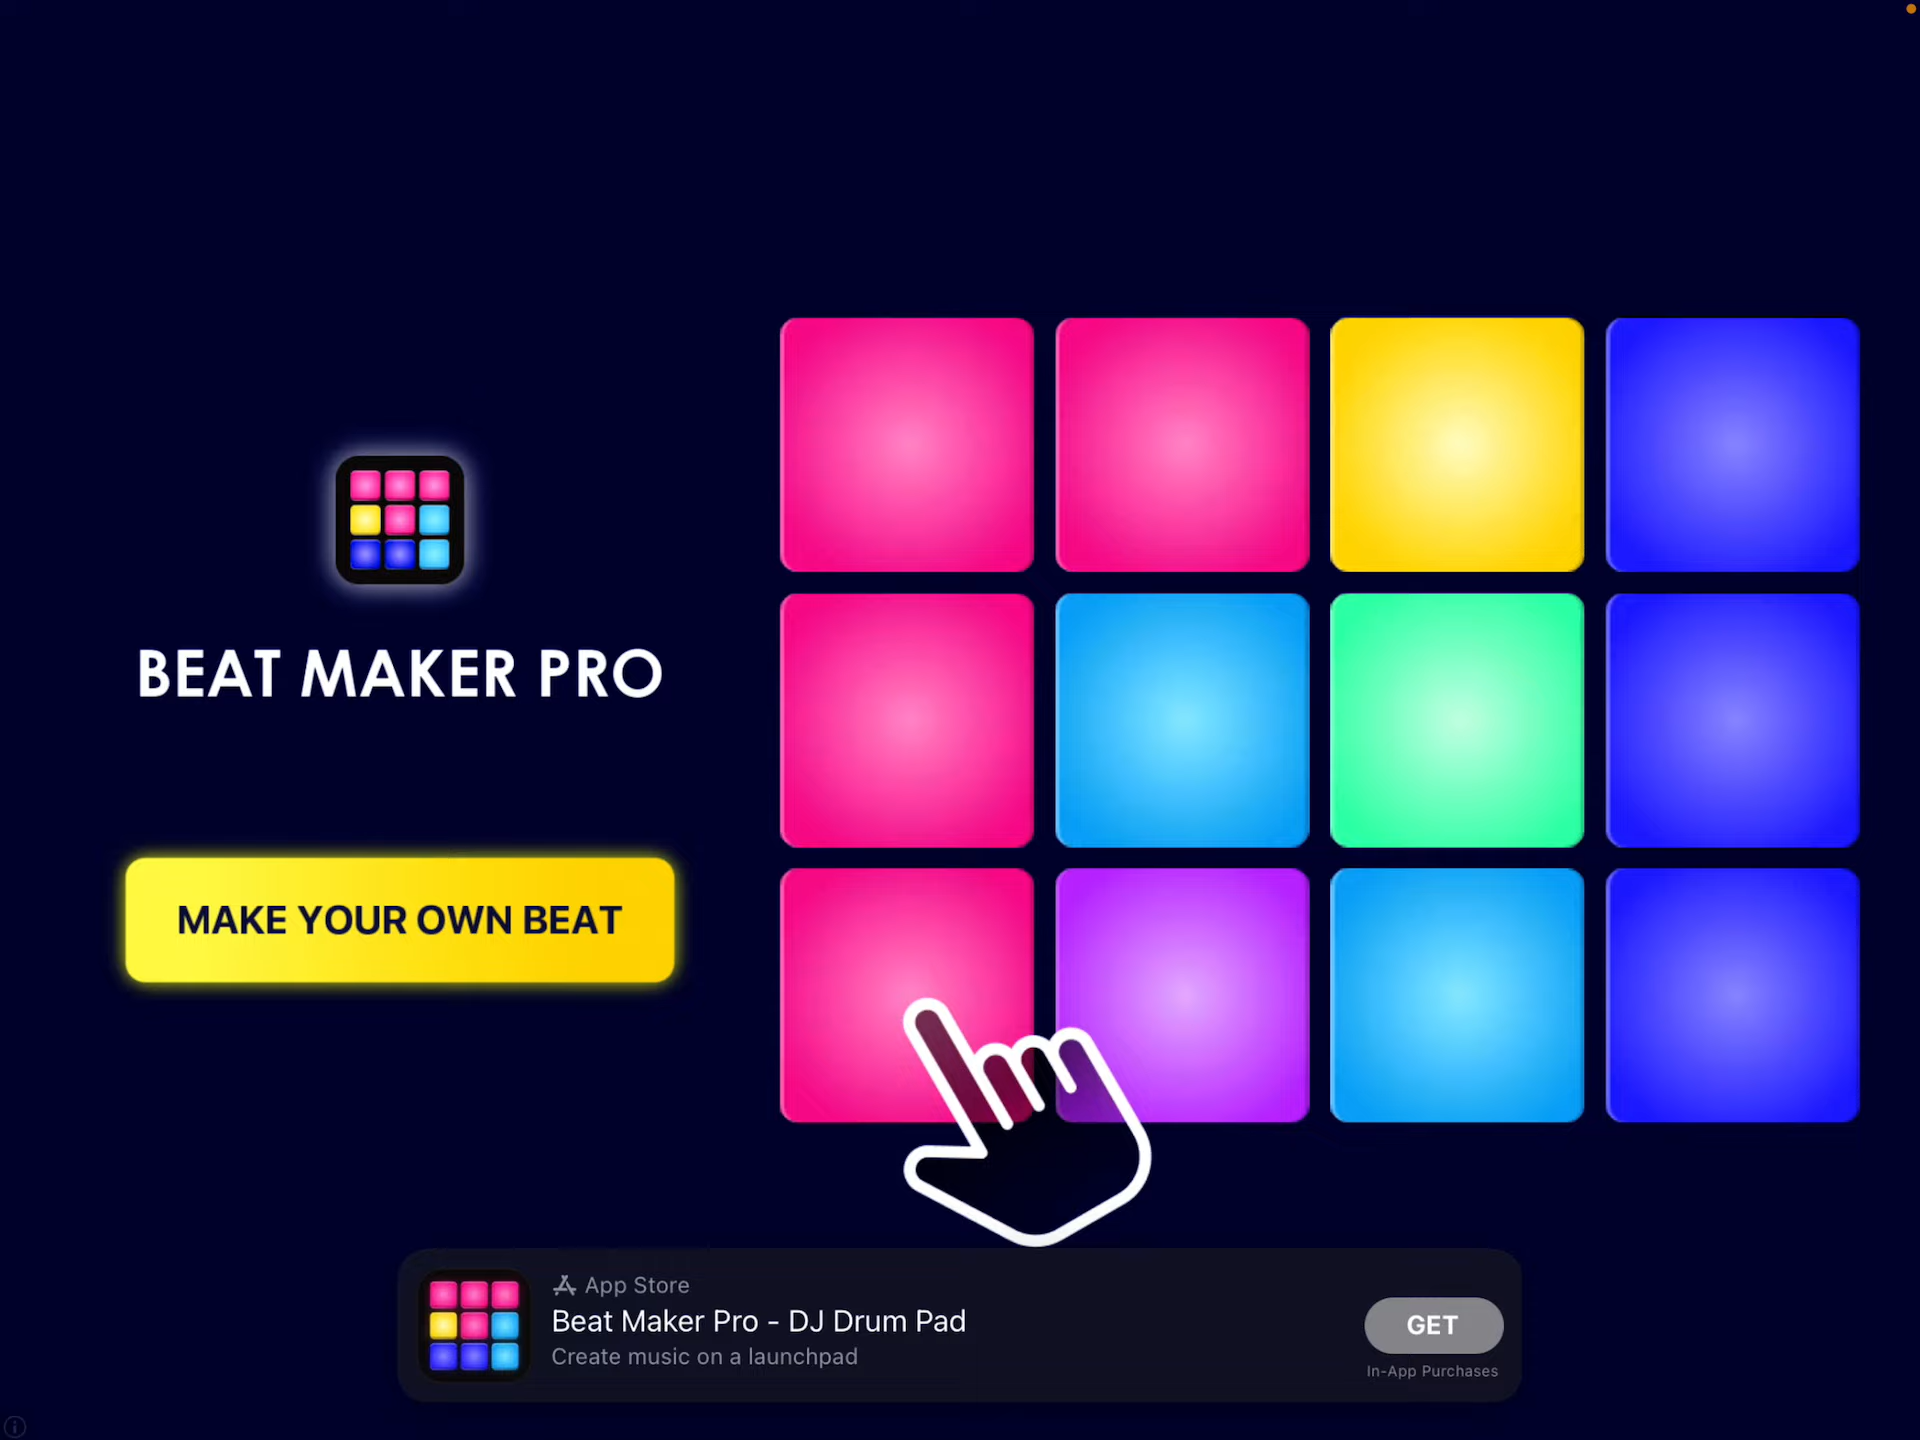 BEAT MAKER PRO
MAKE YOUR OWN BEAT
App Store
Beat Maker Pro - DJ Drum Pad
Create music on a launchpad
GET
In-App Purchases